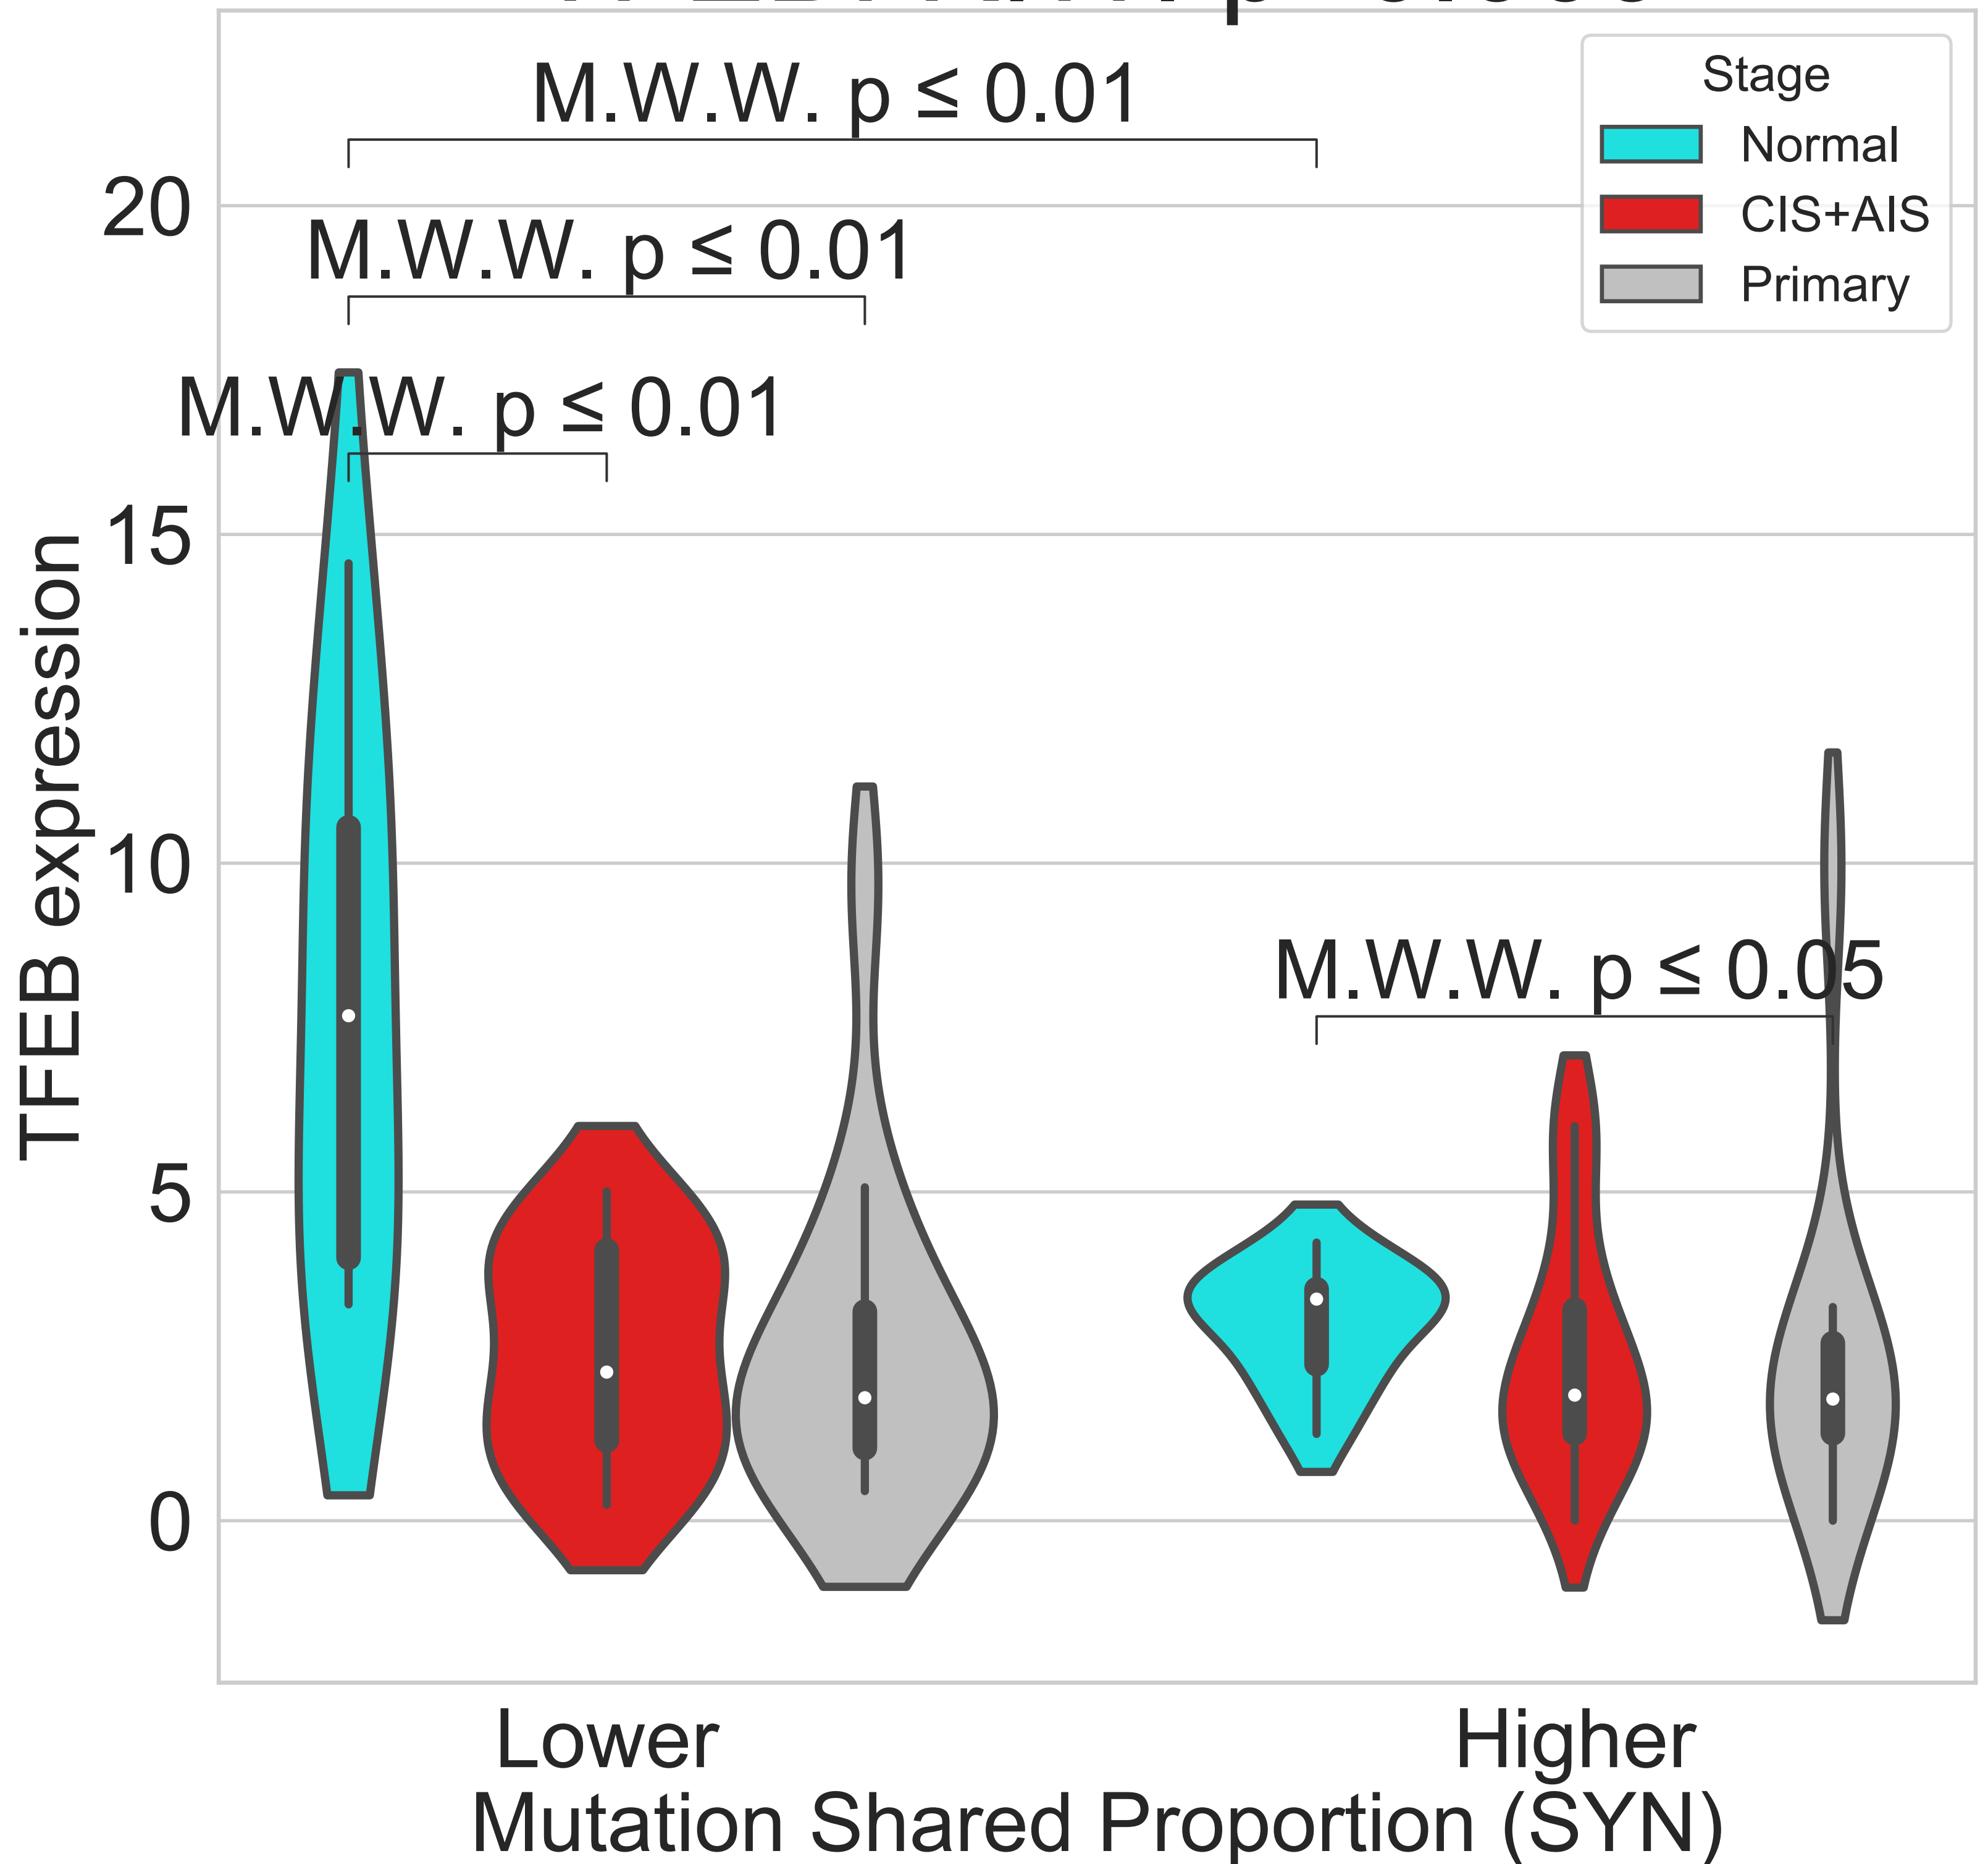 M.W.W. p ≤ 0.01
Stage
Normal
CIS+AIS
Primary
M.W.W. p ≤ 0.01
M.W.W. p ≤ 0.01
M.W.W. p ≤ 0.05
20
15
10
5
0
TFEB expression
Lower
Higher
Mutation Shared Proportion (SYN)